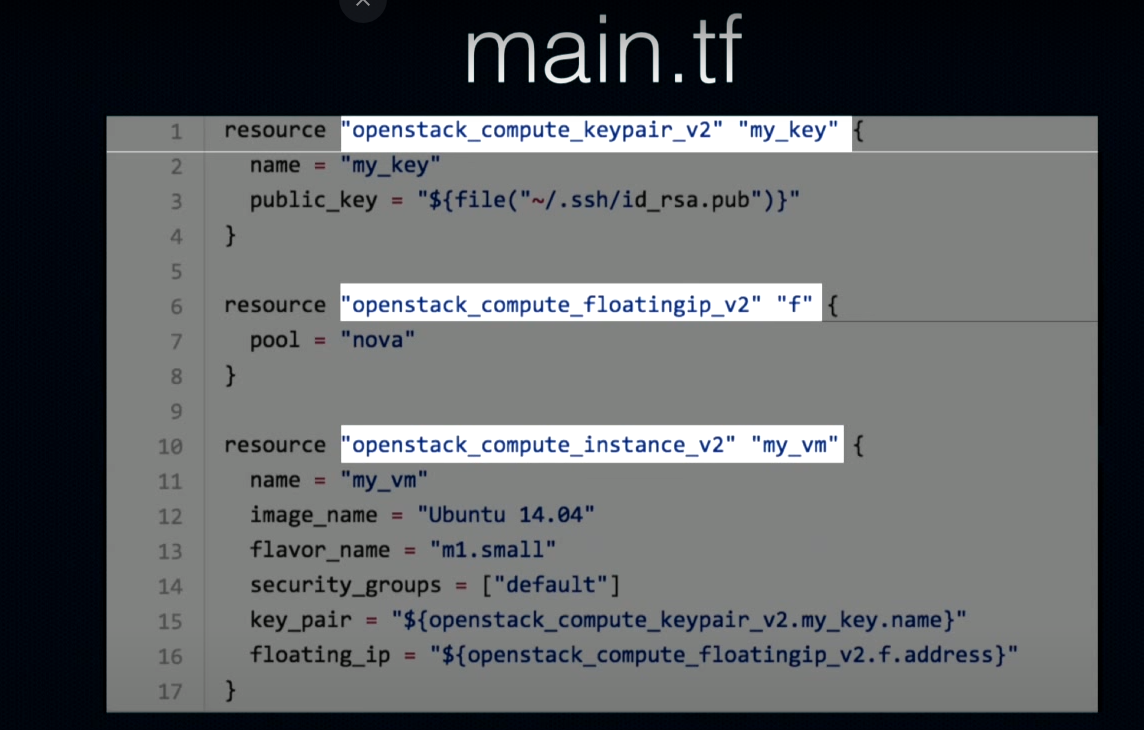 main.tf
1 resource "openstack_compute_keypair_v2" "my_key" {
2 name = "my_key"
3 public_key = "${file("~/.ssh/id_rsa.pub")}"
4 }
5
6 resource "openstack_compute_floatingip_v2" "f" {
7 pool = "nova"
8 }
9
10 resource "openstack_compute_instance_v2" "my_vm" {
11 name = "my_vm"
12 image_name = "Ubuntu 14.04"
13 flavor_name = "m1.small"
14 security_groups = ["default"]
15 key_pair = "${openstack_compute_keypair_v2.my_key.name}"
16 floating_ip = "${openstack_compute_floatingip_v2.f.address}"
17 }